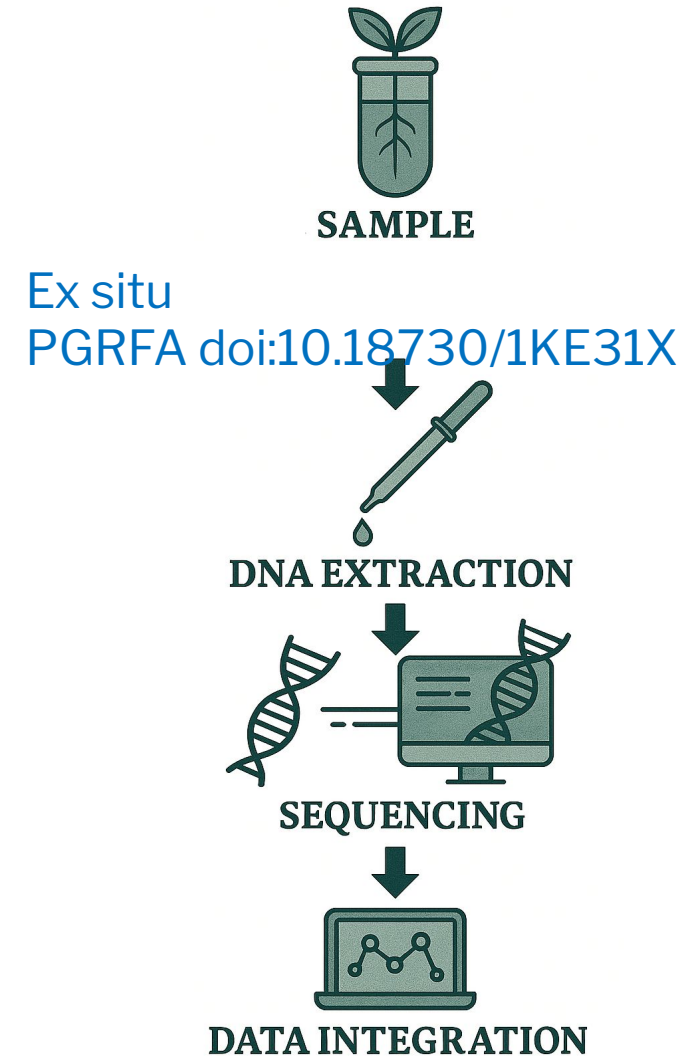 SAMPLE
Ex situ
PGRFA doi:10.18730/1KE31X
DNA EXTRACTION
SEQUENCING
DATA INTEGRATION